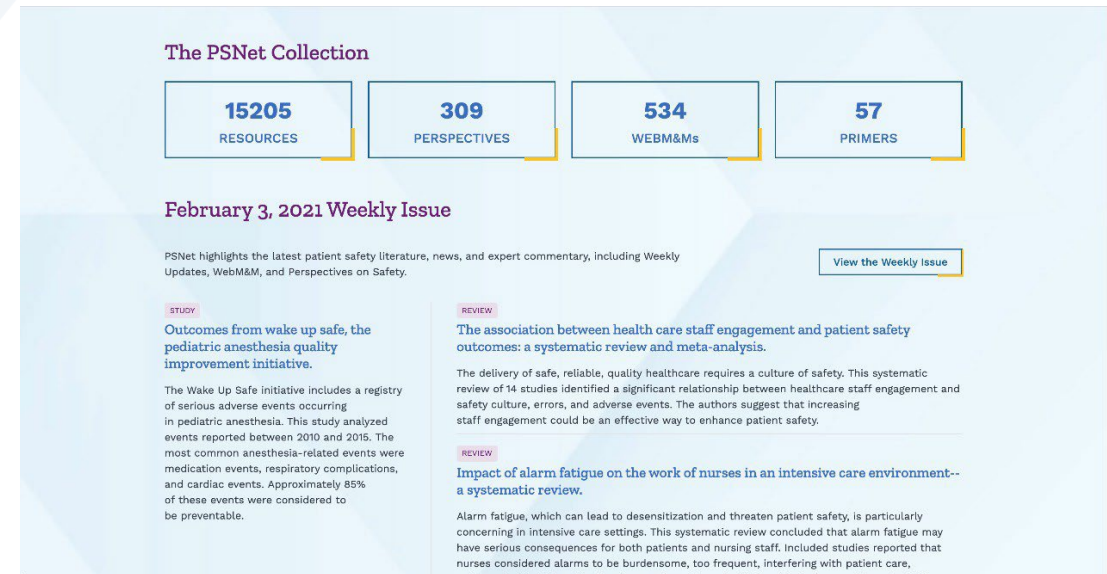 The PSNet Collection
15205
RESOURCES
309
PERSPECTIVES
534
WEBM&Ms
57
PRIMERS
February 3, 2021 Weekly Issue
PSNet highlights the latest patient safety literature, news, and expert commentary, including Weekly
Updates, WebM&M, and Perspectives on Safety.
View the Weekly Issue
STUDY
Outcomes from wake up safe, the
pediatric anesthesia quality
improvement initiative.
The Wake Up Safe initiative includes a registry
of serious adverse events occurring
in pediatric anesthesia. This study analyzed
events reported between 2010 and 2015. The
most common anesthesia-related events were
medication events, respiratory complications,
and cardiac events. Approximately 85%
of these events were considered to
be preventable.
REVIEW
The association between health care staff engagement and patient safety
outcomes: a systematic review and meta-analysis.
The delivery of safe, reliable, quality healthcare requires a culture of safety. This systematic
review of 14 studies identified a significant relationship between healthcare staff engagement and
safety culture, errors, and adverse events. The authors suggest that increasing
staff engagement could be an effective way to enhance patient safety.
REVIEW
Impact of alarm fatigue on the work of nurses in an intensive care environment--
a systematic review.
Alarm fatigue, which can lead to desensitization and threaten patient safety, is particularly
concerning in intensive care settings. This systematic review concluded that alarm fatigue may
have serious consequences for both patients and nursing staff. Included studies reported that
nurses considered alarms to be burdensome, too frequent, interfering with patient care,